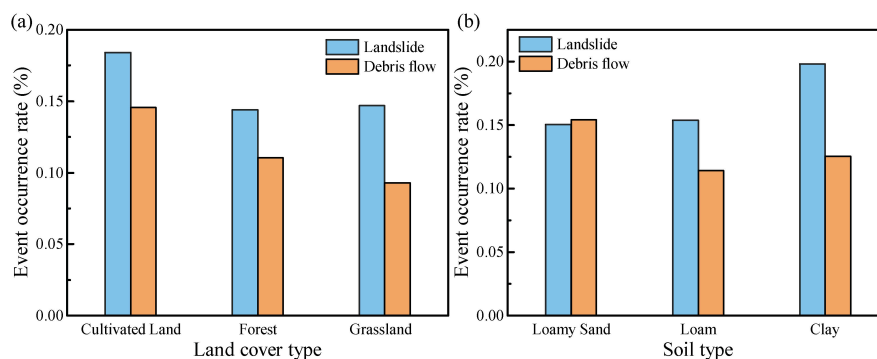 (a)
Event occurrence rate (%)
0.20
0.15
0.10
0.05
0.00
Landslide
Debris flow
Cultivated Land Forest Grassland
Land cover type
(b)
Event occurrence rate (%)
0.20
0.15
0.10
0.05
0.00
Landslide
Debris flow
Loamy Sand Loam Clay
Soil type